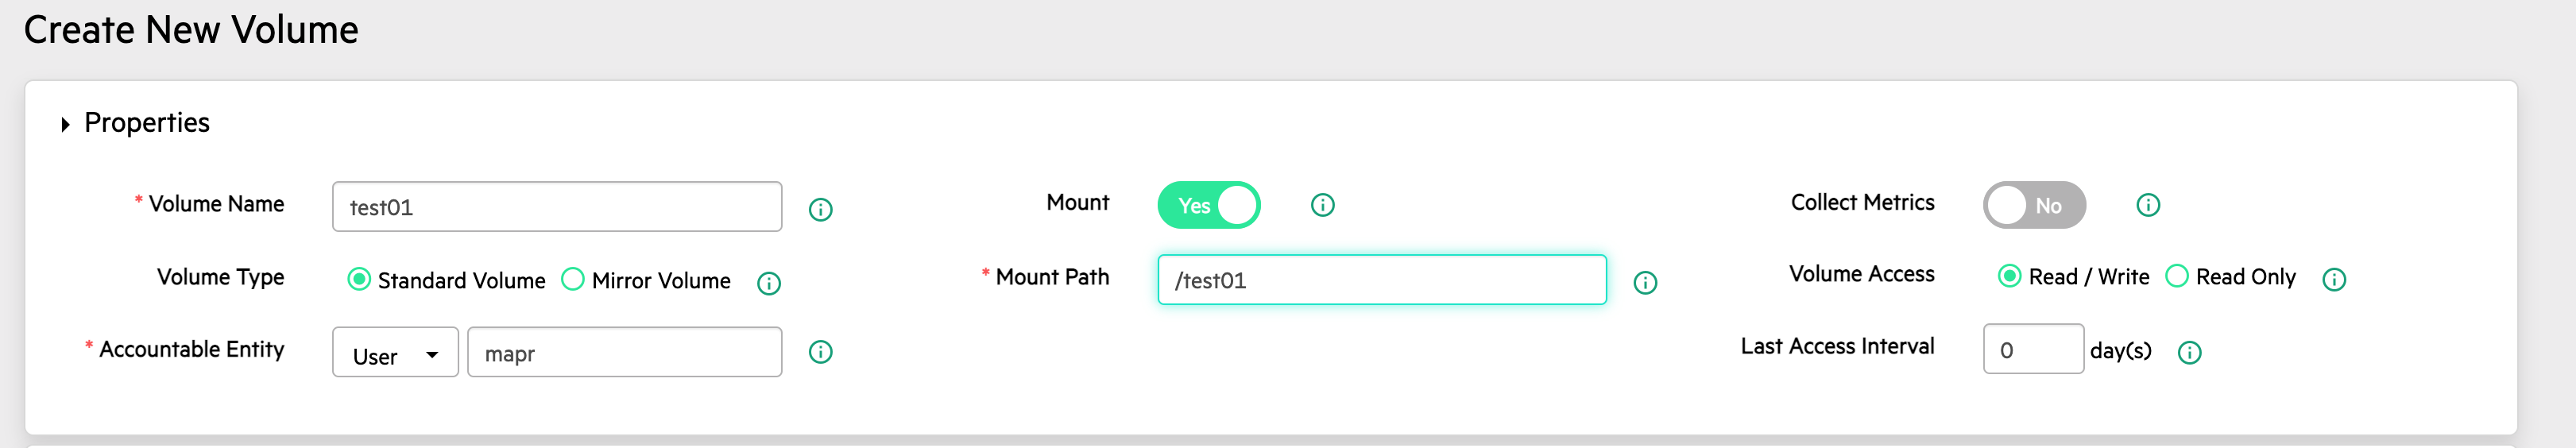 Create New Volume
Properties
* Volume Name test01 Mount Yes Collect Metrics No
Volume Type Standard Volume Mirror Volume * Mount Path /test01 Volume Access Read / Write Read Only
* Accountable Entity User mapr Last Access Interval 0 day(s)